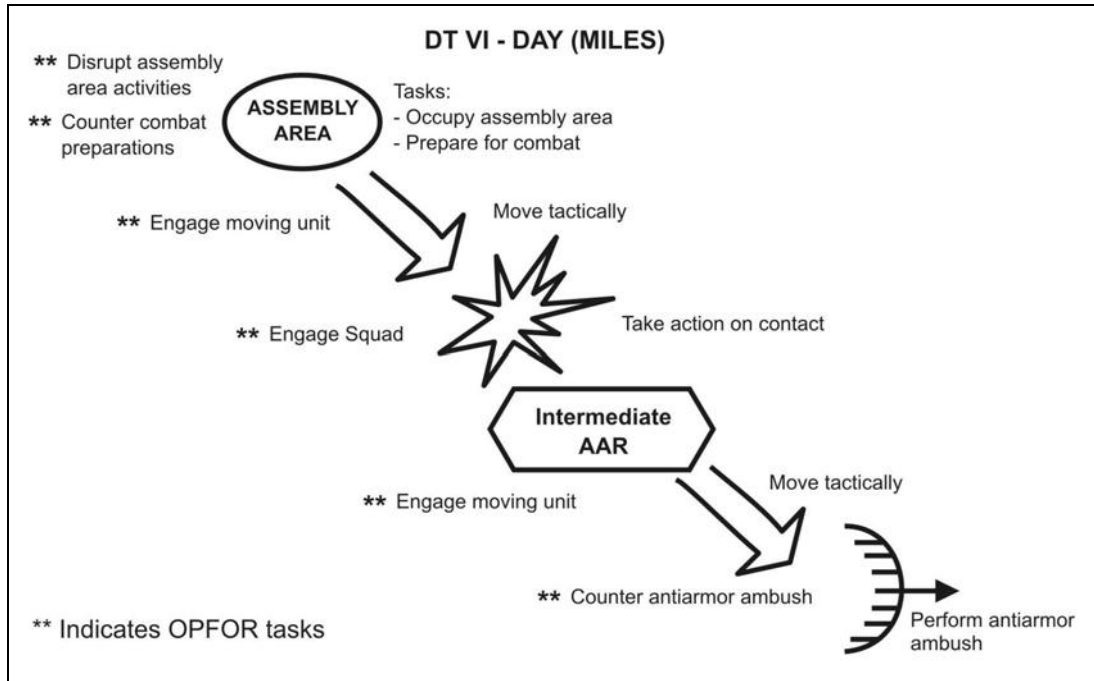 DT VI - DAY (MILES)
** Disrupt assembly
area activities
** Counter combat
preparations
ASSEMBLY
AREA
Tasks:
- Occupy assembly area
- Prepare for combat
** Engage moving unit
Move tactically
** Engage Squad
Take action on contact
Intermediate
AAR
** Engage moving unit
Move tactically
** Counter antiarmor ambush
Perform antiarmor
ambush
** Indicates OPFOR tasks